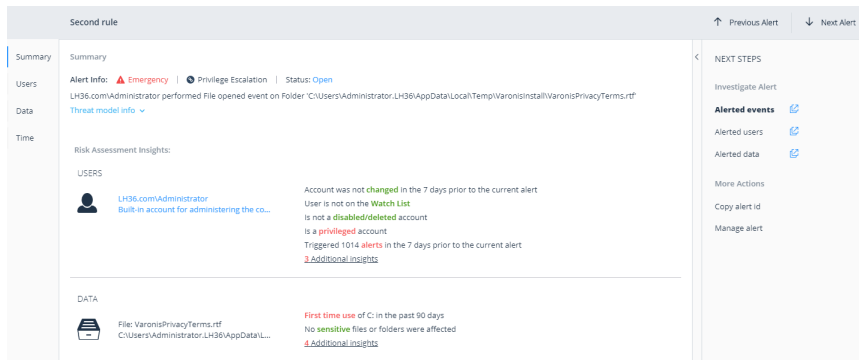 Second rule
Previous Alert
Next Alert
Summary
Users
Data
Time
Summary
Alert Info: Emergency | Privilege Escalation | Status: Open
LH36.com\Administrator performed File opened event on Folder 'C:\Users\Administrator.LH36\AppData\Local\Temp\VaronisInstall\VaronisPrivacyTerms.rtf'
Threat model info
Risk Assessment Insights:
USERS
LH36.com\Administrator
Built-in account for administering the co...
Account was not changed in the 7 days prior to the current alert
User is not on the Watch List
Is not a disabled/deleted account
Is a privileged account
Triggered 1014 alerts in the 7 days prior to the current alert
3 Additional insights
DATA
File: VaronisPrivacyTerms.rtf
C:\Users\Administrator.LH36\AppData\L...
First time use of C: in the past 90 days
No sensitive files or folders were affected
4 Additional insights
NEXT STEPS
Investigate Alert
Alerted events
Alerted users
Alerted data
More Actions
Copy alert id
Manage alert